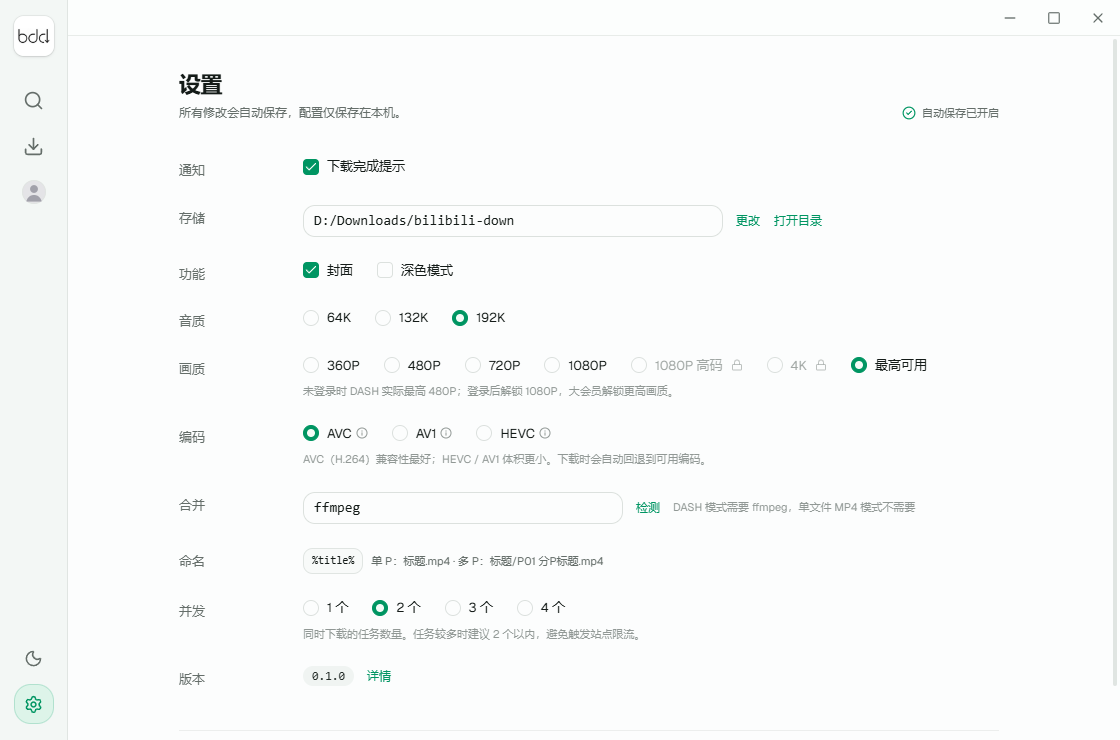 bdd
设置
所有修改会自动保存，配置仅保存在本机。
自动保存已开启
通知 下载完成提示
存储 D:/Downloads/bilibili-down 更改 打开目录
功能 封面 深色模式
音质 64K 132K 192K
画质 360P 480P 720P 1080P 1080P 高码 4K 最高可用
未登录时 DASH 实际最高 480P；登录后解锁 1080P，大会员解锁更高画质。
编码 AVC AV1 HEVC
AVC（H.264）兼容性最好；HEVC / AV1 体积更小。下载时会自动回退到可用编码。
合并 ffmpeg 检测 DASH 模式需要 ffmpeg，单文件 MP4 模式不需要
命名 %title% 单 P：标题.mp4 · 多 P：标题/P01 分P标题.mp4
并发 1 个 2 个 3 个 4 个
同时下载的任务数量。任务较多时建议 2 个以内，避免触发站点限流。
版本 0.1.0 详情